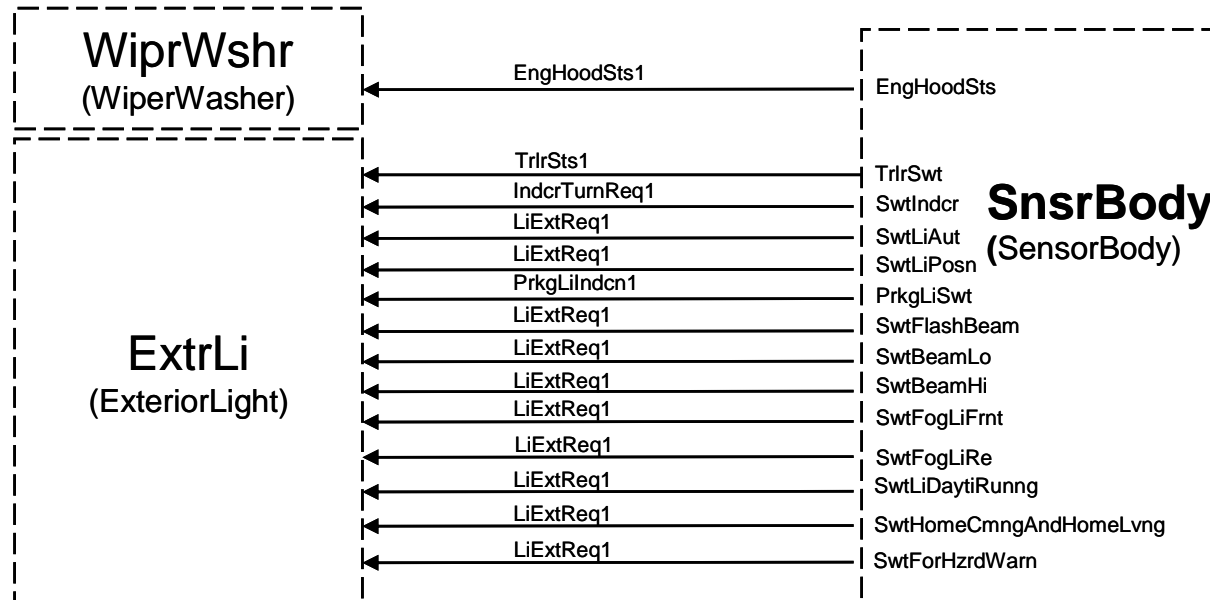 WiprWshr
(WiperWasher)
EngHoodSts1
EngHoodSts
TrlrSts1
TrlrSwt
IndcrTurnReq1
SwtIndcr
SnsrBody
(SensorBody)
LiExtReq1
SwtLiAut
LiExtReq1
SwtLiPosn
PrkgLiIndcn1
PrkgLiSwt
LiExtReq1
SwtFlashBeam
ExtrLi
(ExteriorLight)
LiExtReq1
SwtBeamLo
LiExtReq1
SwtBeamHi
LiExtReq1
SwtFogLiFrnt
LiExtReq1
SwtFogLiRe
LiExtReq1
SwtLiDaytiRunng
LiExtReq1
SwtHomeCmngAndHomeLvng
LiExtReq1
SwtForHzrdWarn